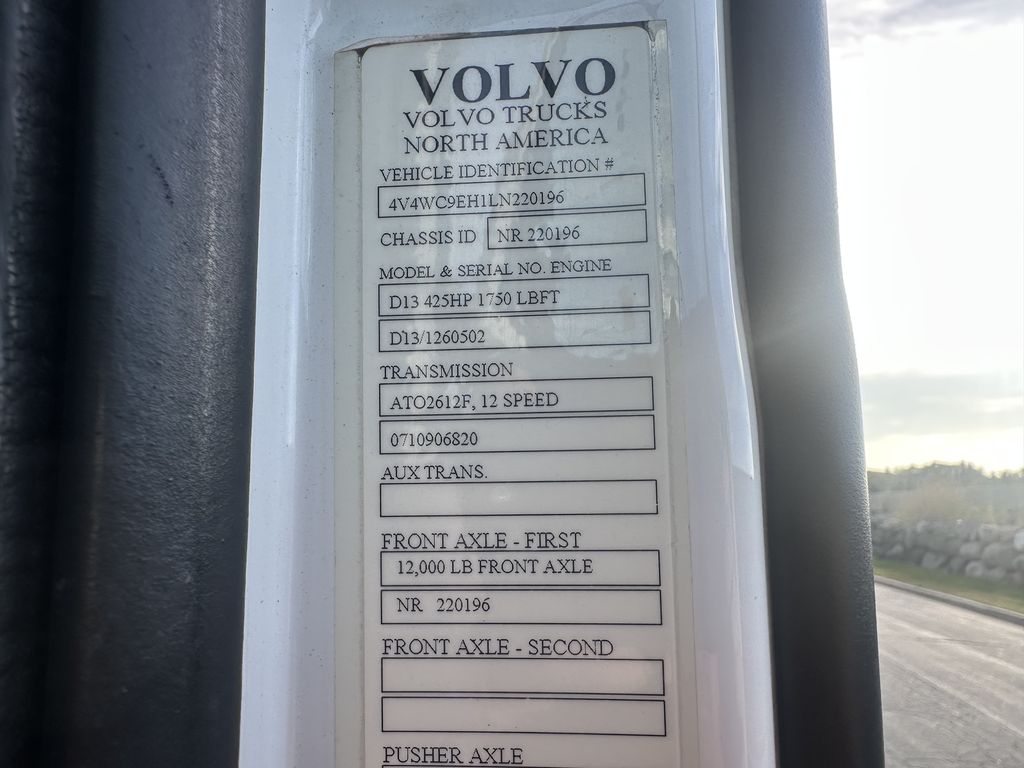 VOLVO
VOLVO TRUCKS
NORTH AMERICA
VEHICLE IDENTIFICATION #
4V4WC9EH1LN220196
CHASSIS ID NR 220196
MODEL & SERIAL NO. ENGINE
D13 425HP 1750 LBFT
D13/1260502
TRANSMISSION
ATO2612F, 12 SPEED
0710906820
AUX TRANS.
FRONT AXLE - FIRST
12,000 LB FRONT AXLE
NR 220196
FRONT AXLE - SECOND
PUSHER AXLE